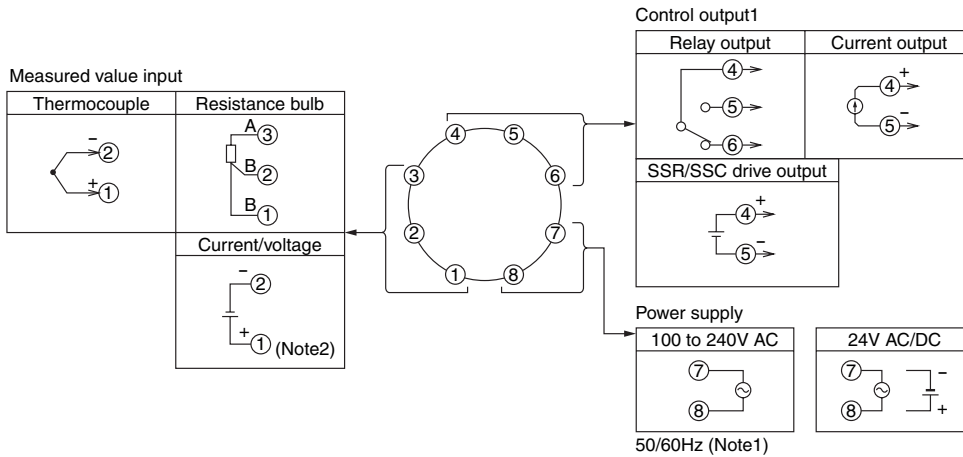 Control output1
Relay output
Current output
④
⑤
⑥
④ +
⑤ −
SSR/SSC drive output
④ +
⑤ −
Measured value input
Thermocouple
Resistance bulb
− ②
+ ①
A ③
B ②
B ①
Current/voltage
− ②
+ ① (Note2)
④ ⑤
③ ⑥
② ⑦
① ⑧
Power supply
100 to 240V AC
24V AC/DC
⑦
⑧
⑦ −
⑧ +
50/60Hz (Note1)